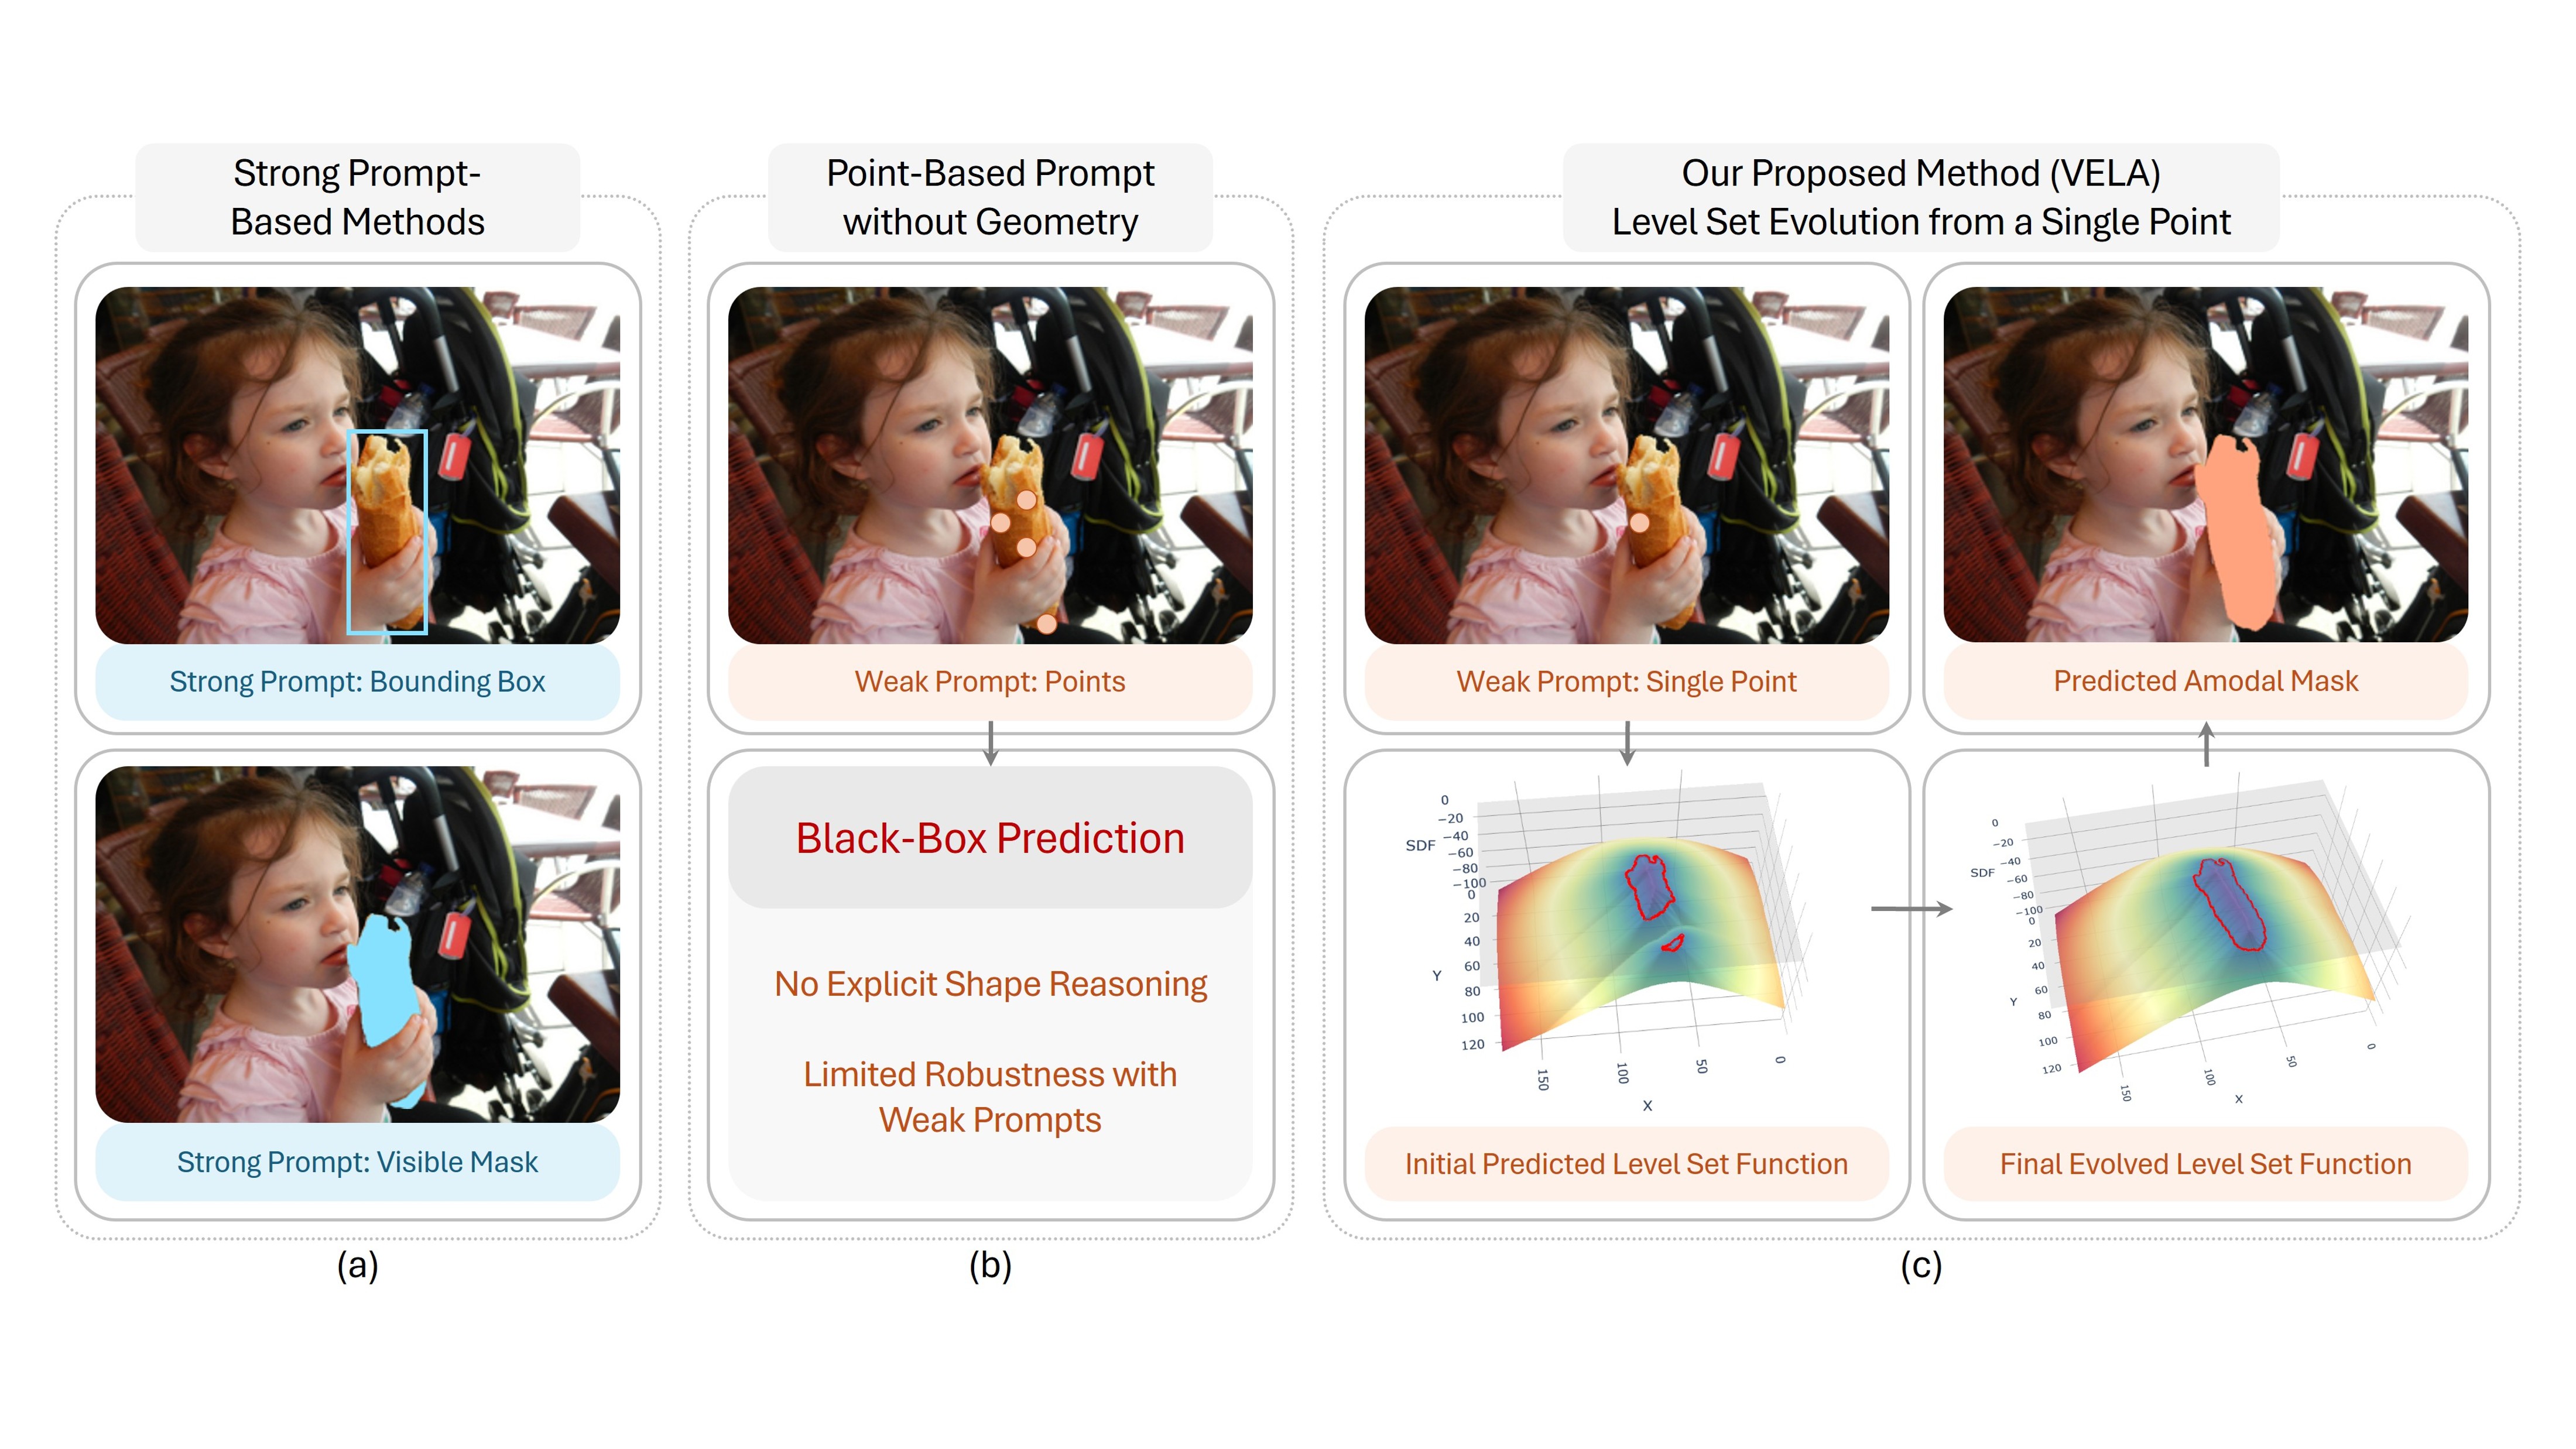 Strong Prompt-
Based Methods
Strong Prompt: Bounding Box
Strong Prompt: Visible Mask
(a)
Point-Based Prompt
without Geometry
Weak Prompt: Points
Black-Box Prediction
No Explicit Shape Reasoning
Limited Robustness with
Weak Prompts
(b)
Our Proposed Method (VELA)
Level Set Evolution from a Single Point
Weak Prompt: Single Point
Predicted Amodal Mask
0
−20
−40
SDF
−60
−80
−100
0
20
40
60
Y
80
100
120
150
100
50
0
X
Initial Predicted Level Set Function
0
−20
−40
SDF
−60
−80
−100
0
20
40
60
Y
80
100
120
150
100
50
0
X
Final Evolved Level Set Function
(c)